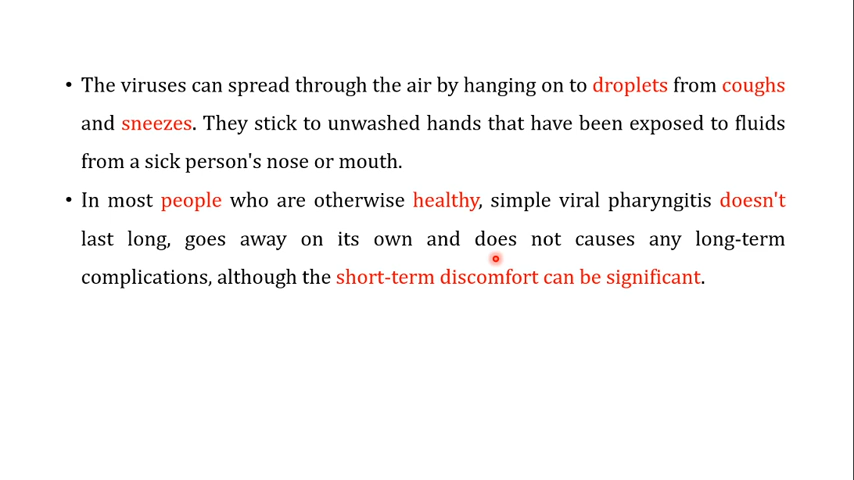 • The viruses can spread through the air by hanging on to droplets from coughs
and sneezes. They stick to unwashed hands that have been exposed to fluids
from a sick person's nose or mouth.
• In most people who are otherwise healthy, simple viral pharyngitis doesn't
last long, goes away on its own and does not causes any long-term
complications, although the short-term discomfort can be significant.